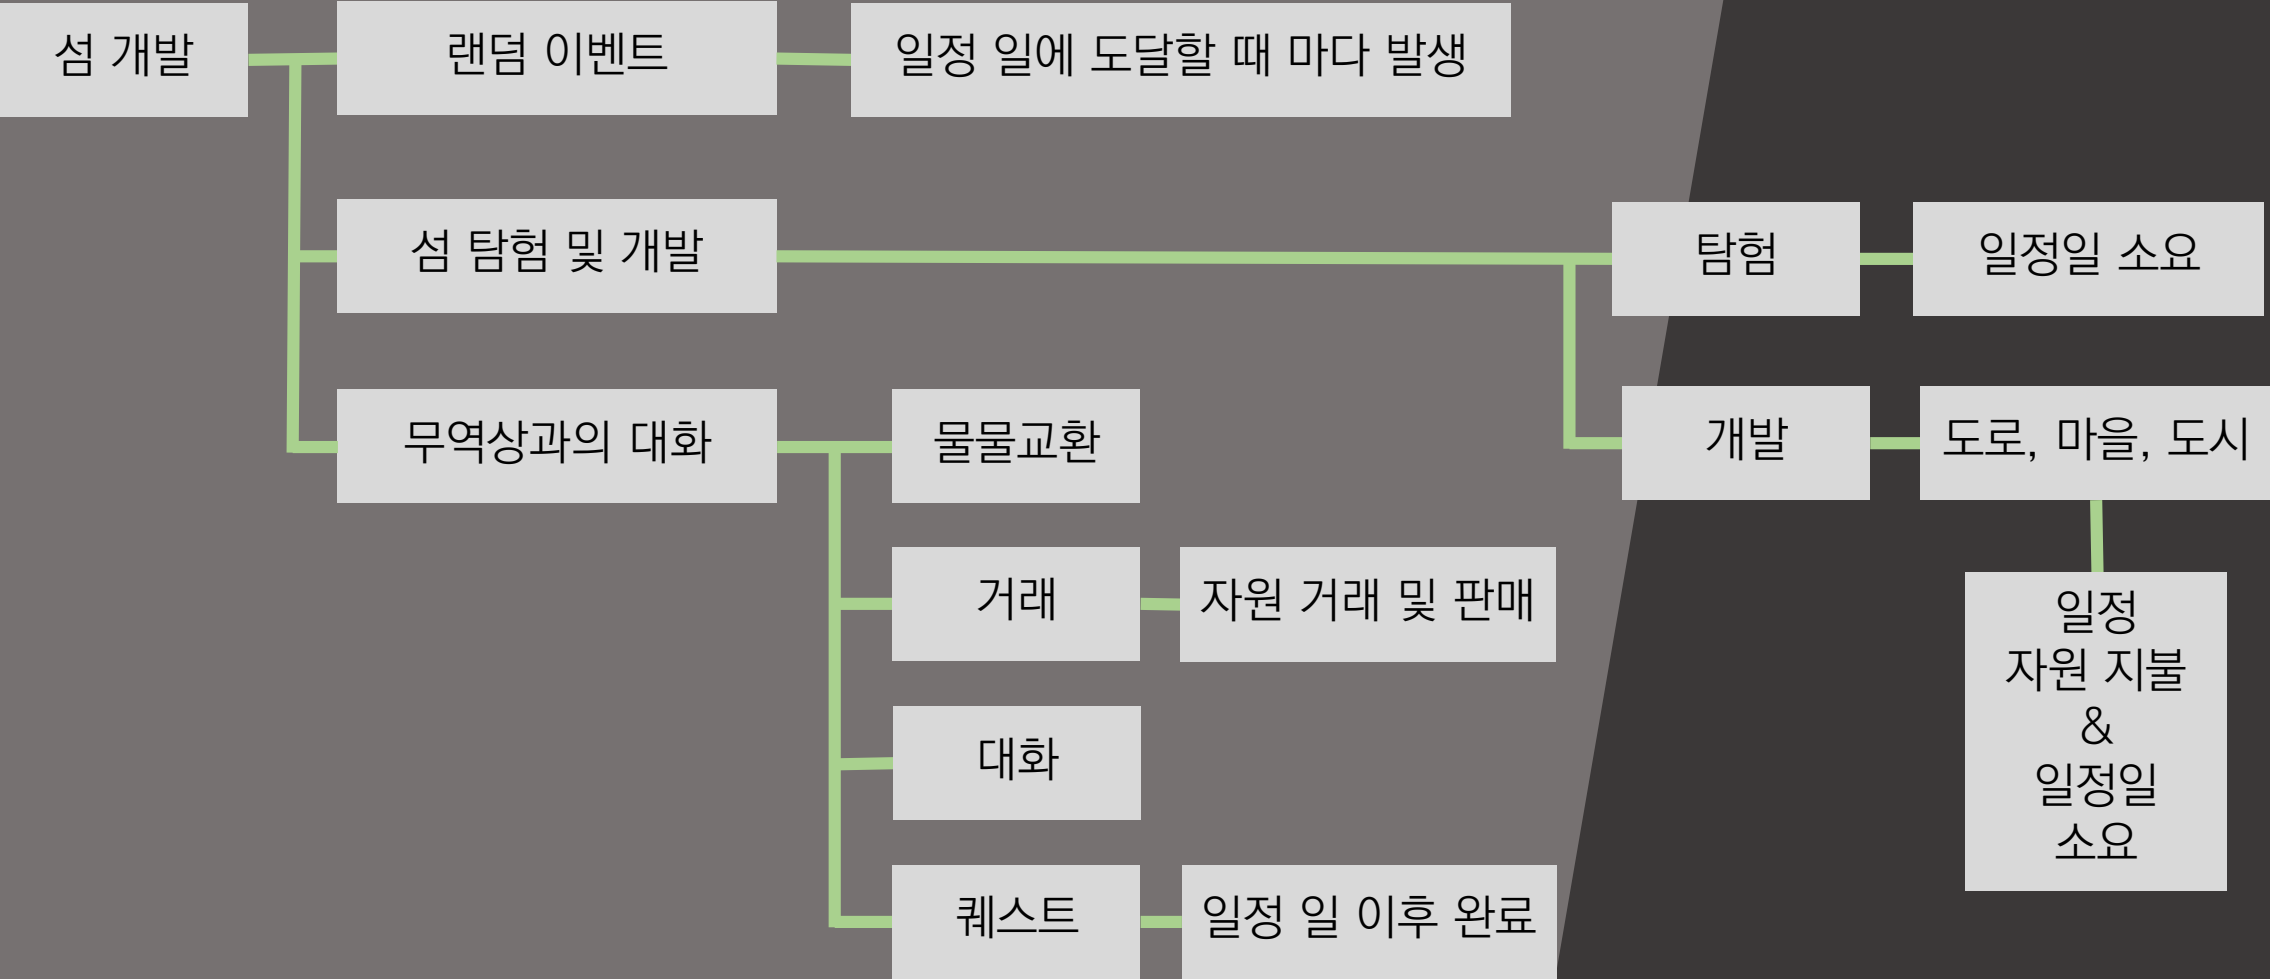 섬 개발
랜덤 이벤트
일정 일에 도달할 때 마다 발생
섬 탐험 및 개발
탐험
일정일 소요
무역상과의 대화
물물교환
개발
도로, 마을, 도시
거래
자원 거래 및 판매
일정
자원 지불
&
일정일
소요
대화
퀘스트
일정 일 이후 완료